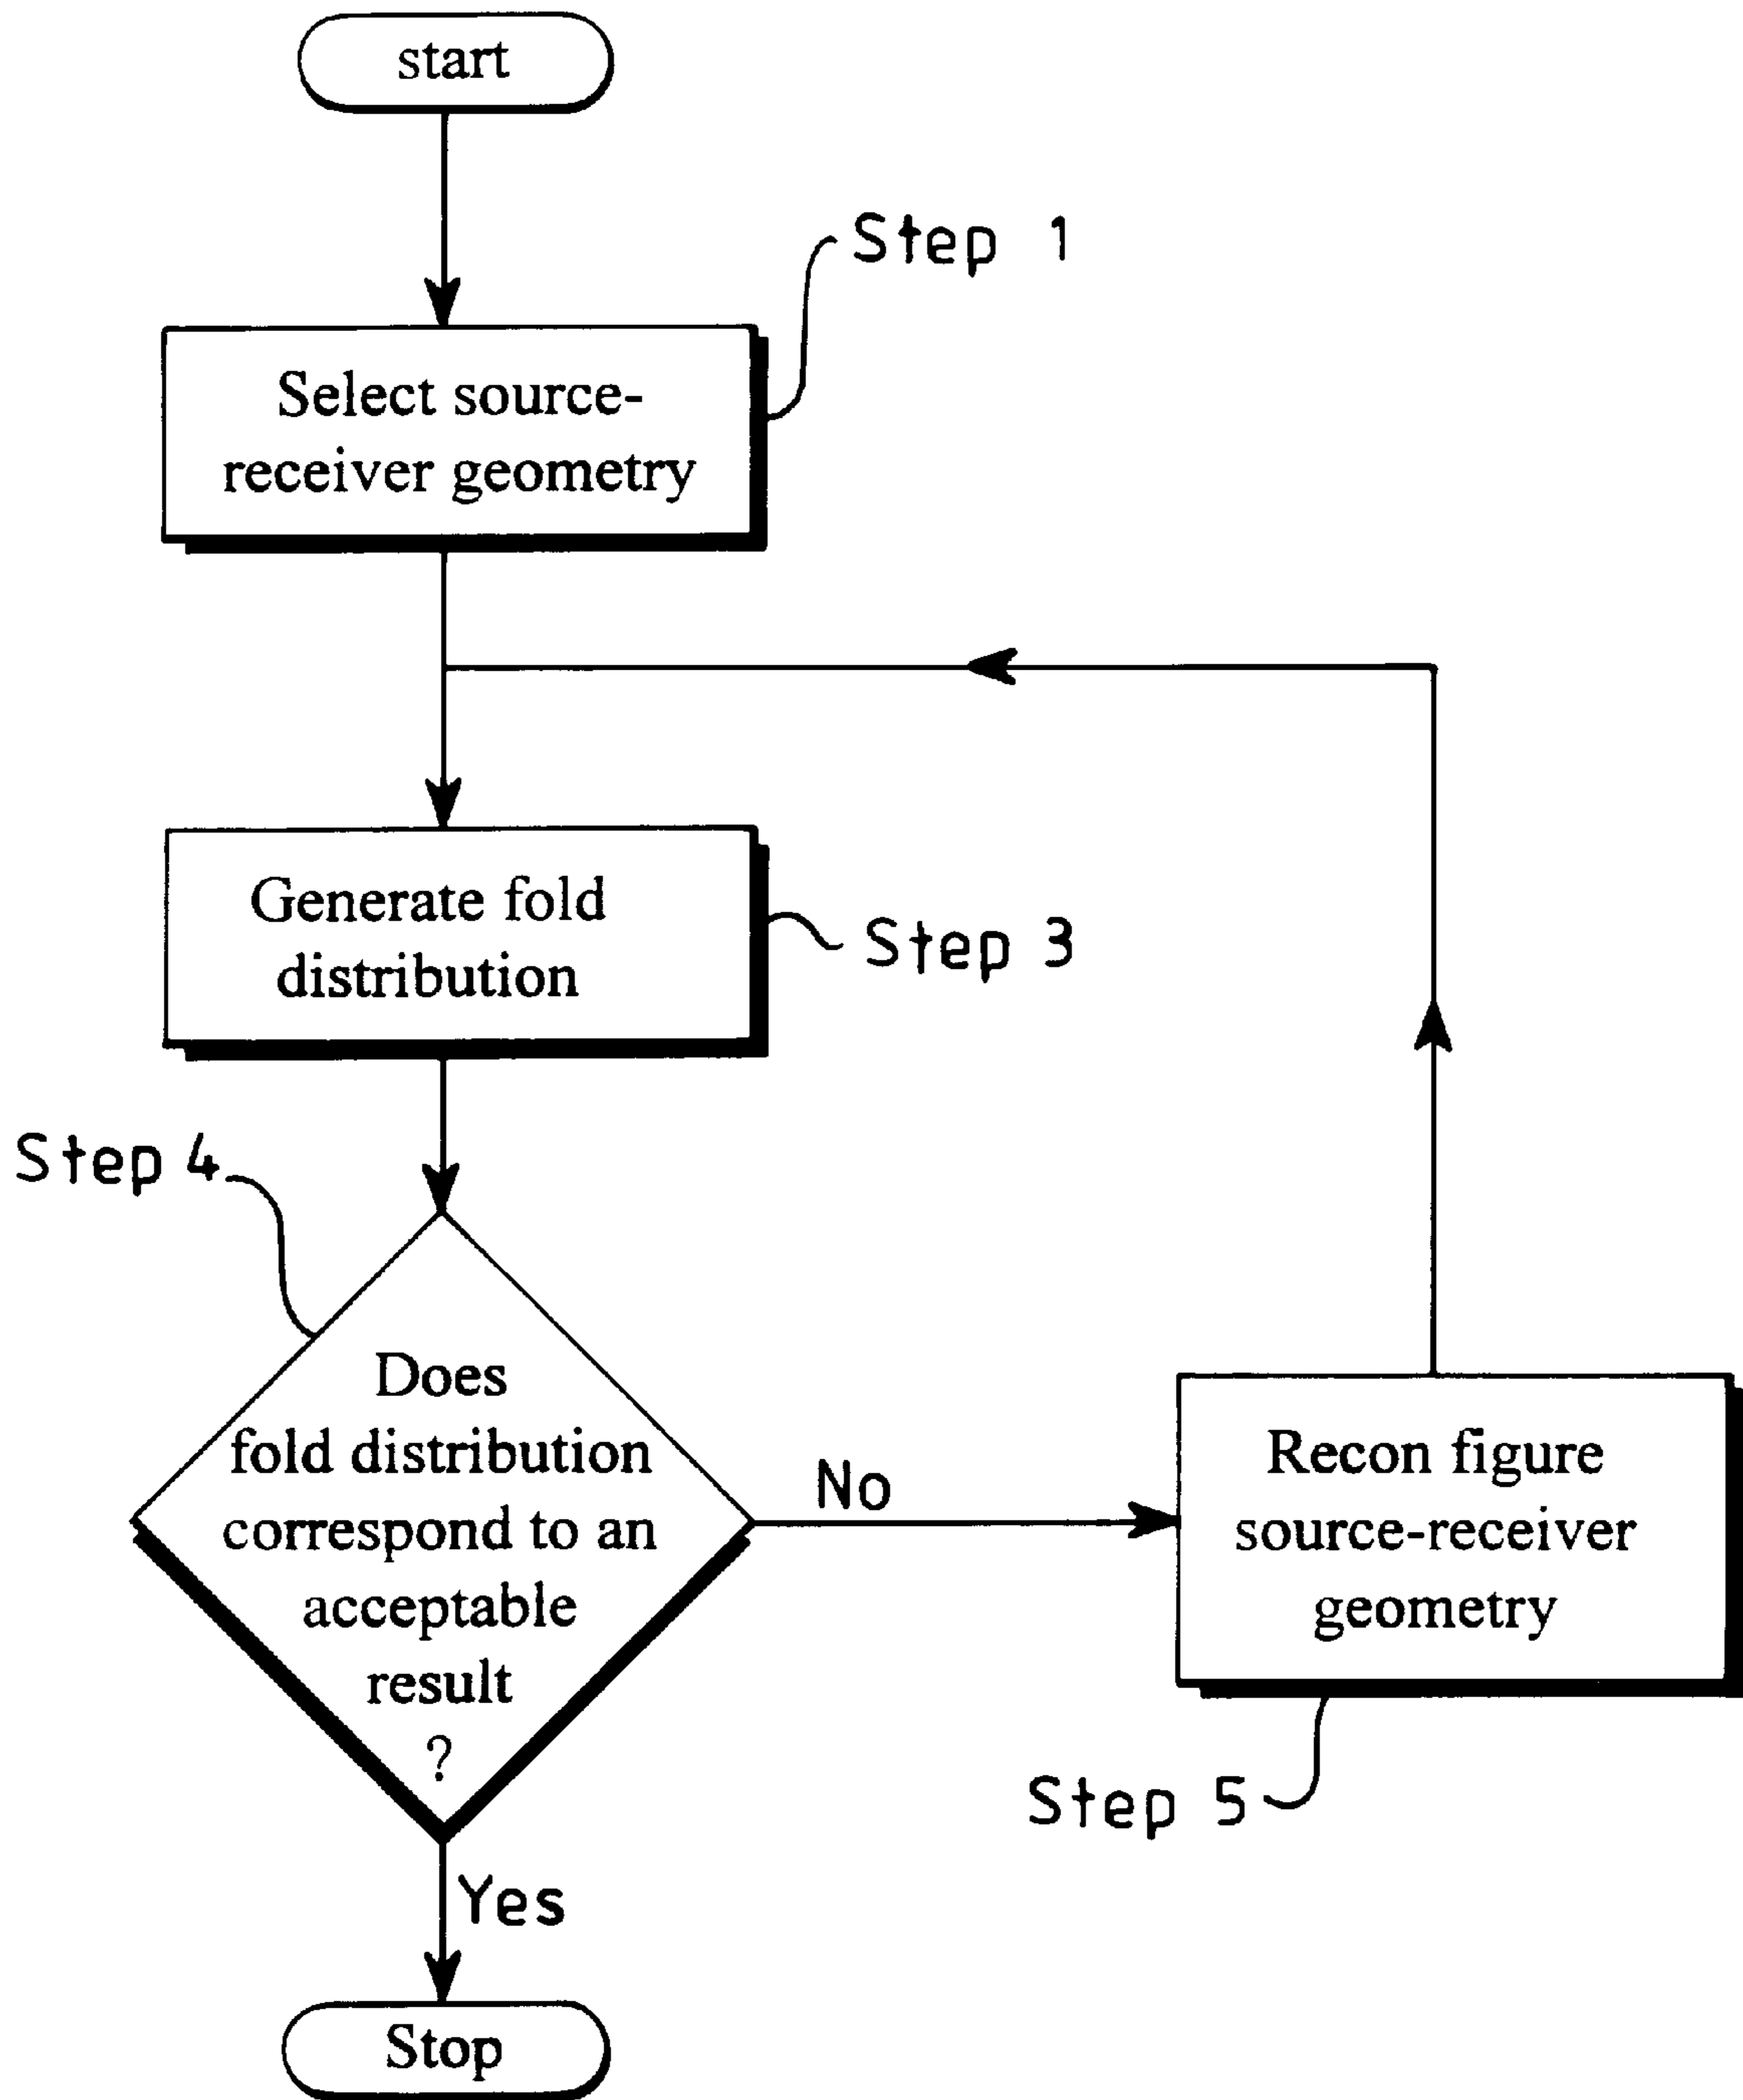 start
Step 1
Select source-
receiver geometry
Generate fold
distribution
Step 3
Step 4
Does
fold distribution
correspond to an
acceptable
result
?
No
Recon figure
source-receiver
geometry
Step 5
Yes
Stop